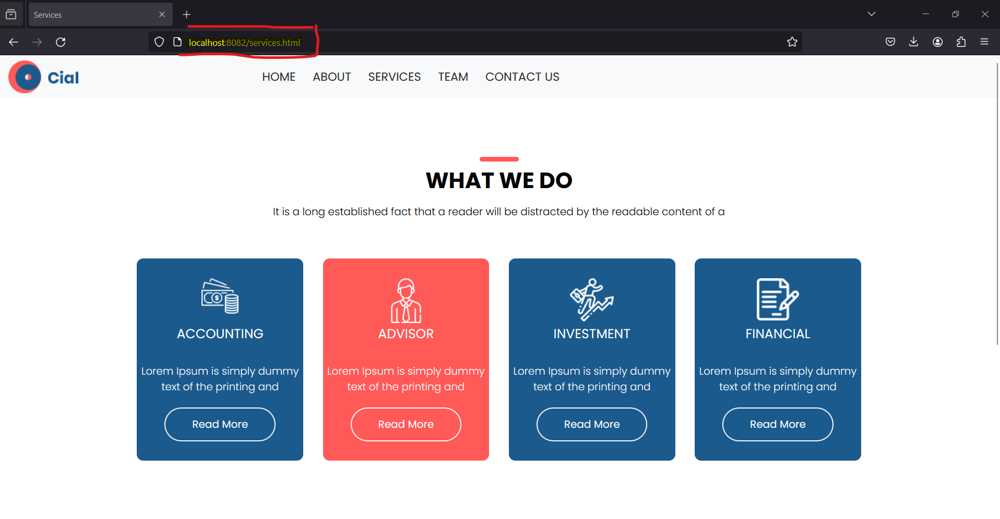 Services
localhost:8082/services.html
Cial
HOME ABOUT SERVICES TEAM CONTACT US
WHAT WE DO
It is a long established fact that a reader will be distracted by the readable content of a
ACCOUNTING
Lorem Ipsum is simply dummy
text of the printing and
Read More
ADVISOR
Lorem Ipsum is simply dummy
text of the printing and
Read More
INVESTMENT
Lorem Ipsum is simply dummy
text of the printing and
Read More
FINANCIAL
Lorem Ipsum is simply dummy
text of the printing and
Read More